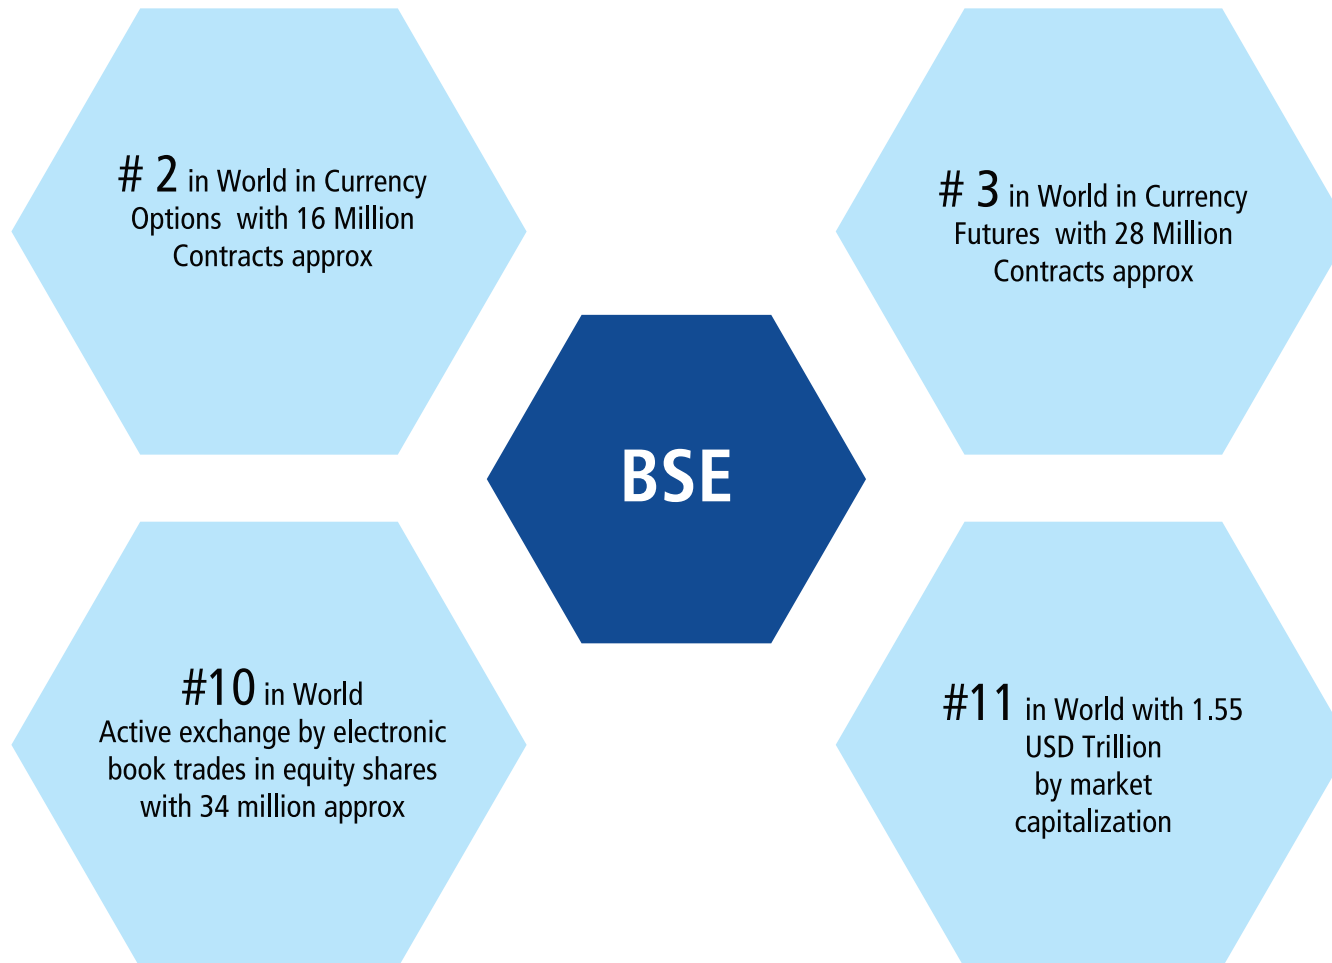 # 2 in World in Currency
Options with 16 Million
Contracts approx
# 3 in World in Currency
Futures with 28 Million
Contracts approx
BSE
#10 in World
Active exchange by electronic
book trades in equity shares
with 34 million approx
#11 in World with 1.55
USD Trillion
by market
capitalization